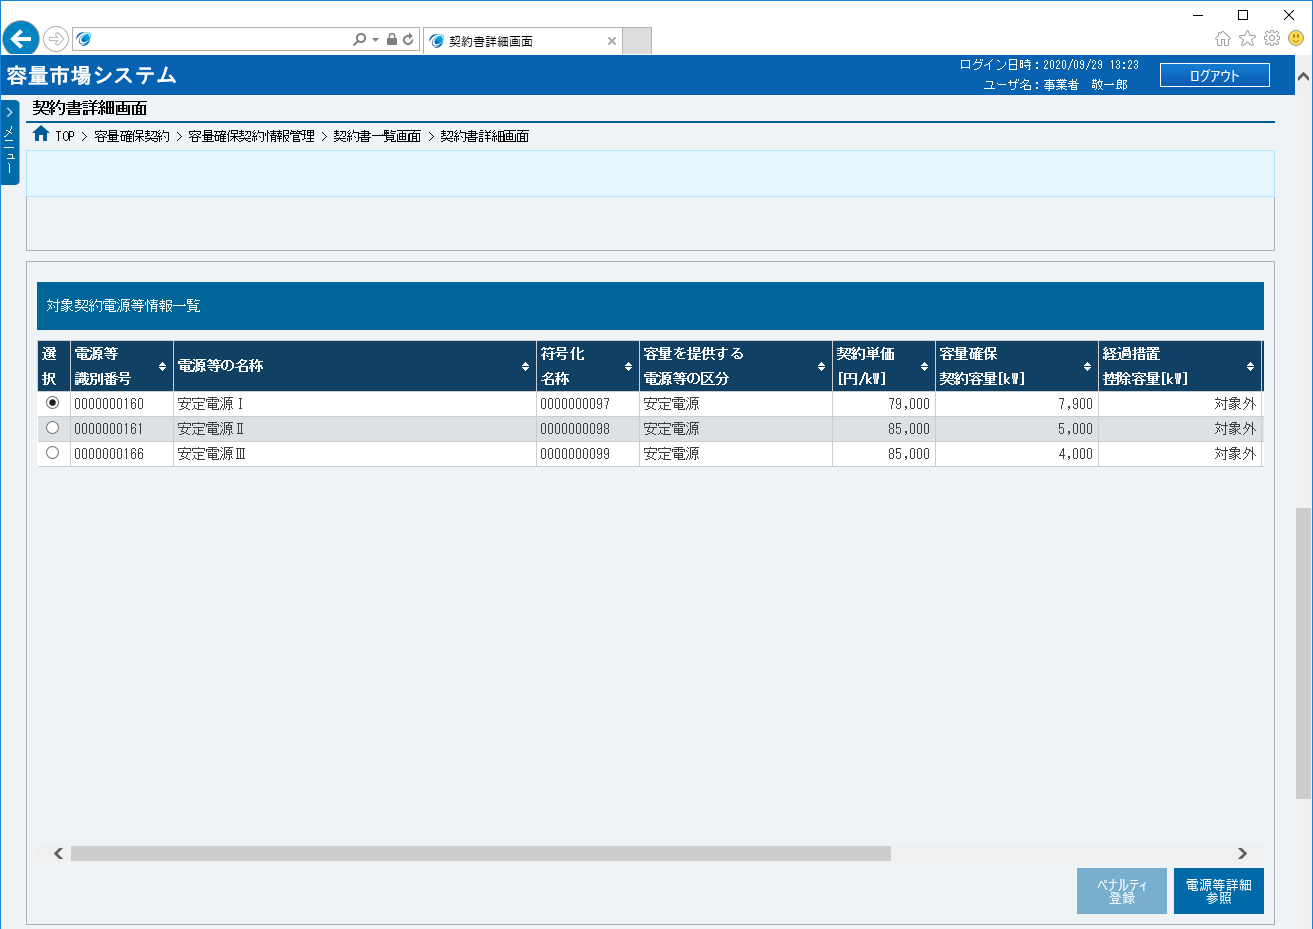 契約書詳細画面
容量市場システム
ログイン日時：2020/09/29 13:23
ユーザ名：事業者　敬一郎
ログアウト
メニュー
契約書詳細画面
TOP > 容量確保契約 > 容量確保契約情報管理 > 契約書一覧画面 > 契約書詳細画面
対象契約電源等情報一覧
選択 電源等識別番号 電源等の名称 符号化名称 容量を提供する電源等の区分 契約単価[円/kW] 容量確保契約容量[kW] 経過措置控除容量[kW]
0000000160 安定電源Ⅰ 0000000097 安定電源 79,000 7,900 対象外
0000000161 安定電源Ⅱ 0000000098 安定電源 85,000 5,000 対象外
0000000166 安定電源Ⅲ 0000000099 安定電源 85,000 4,000 対象外
ペナルティ
登録
電源等詳細
参照